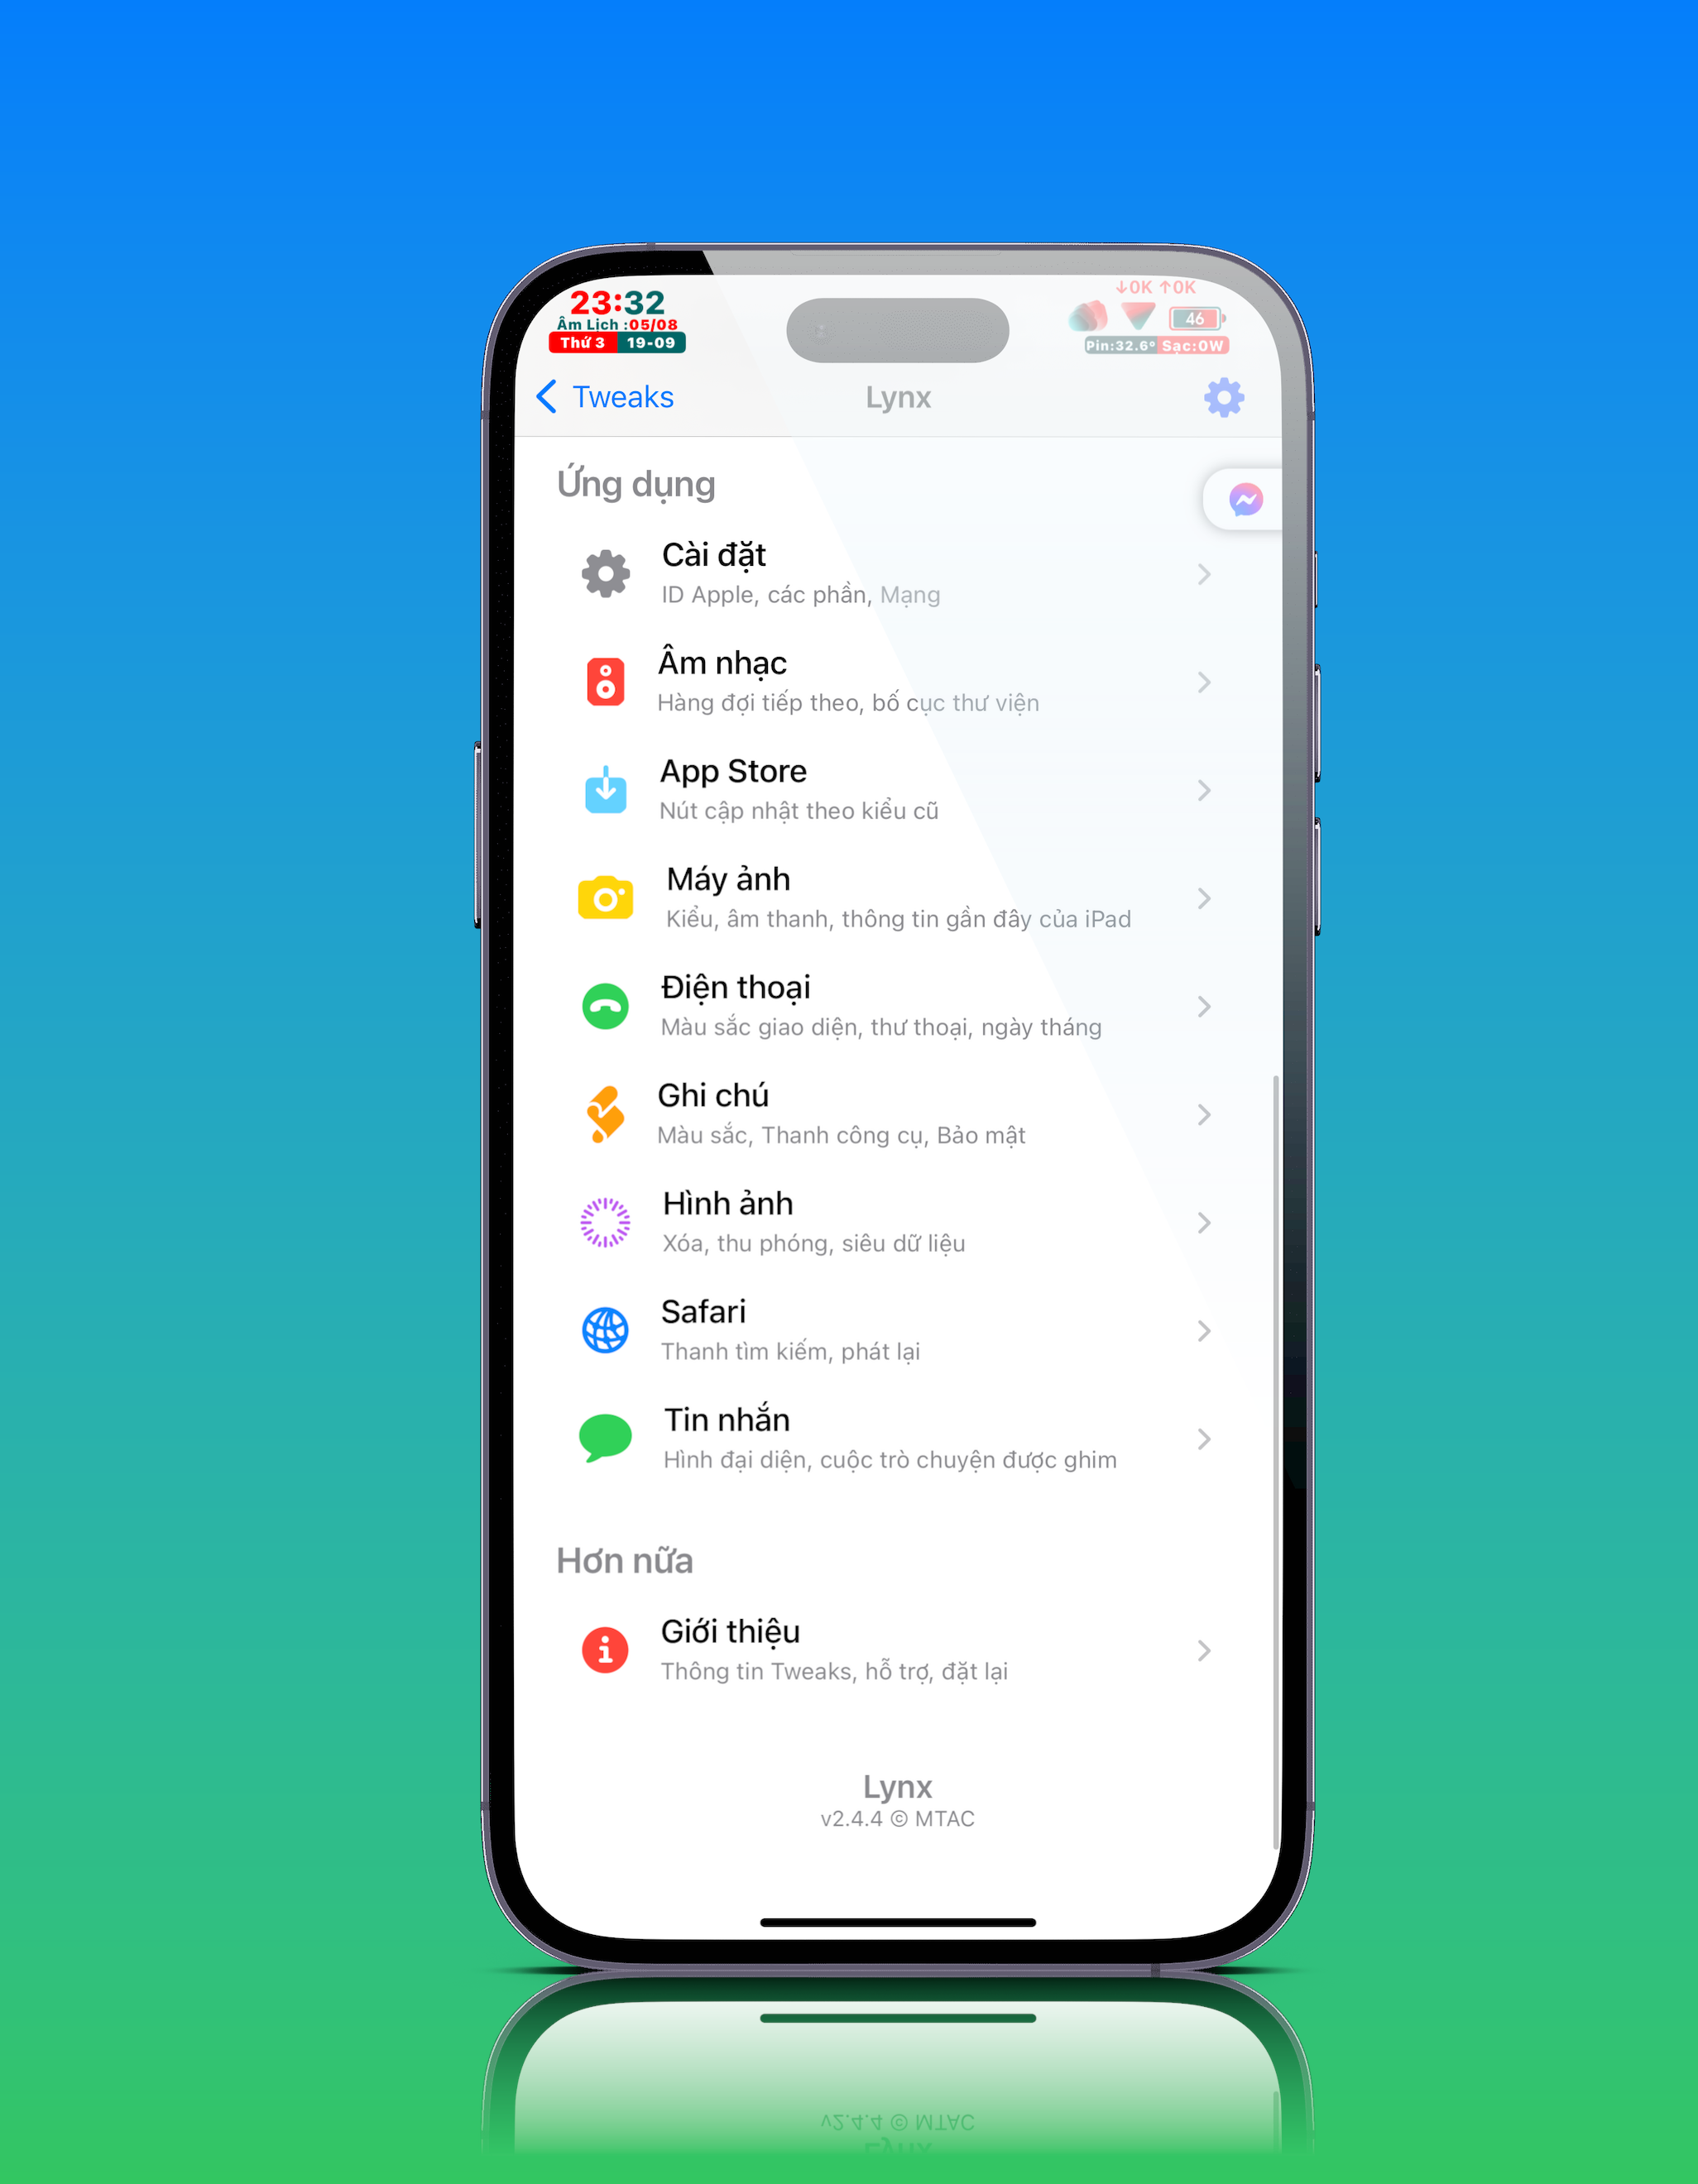 23:32
↓0K ↑0K
Âm Lịch :05/08
46
Thứ 3 19-09
Pin:32.6° Sạc:0W
Tweaks
Lynx
Ứng dụng
Cài đặt
ID Apple, các phần, Mạng
Âm nhạc
Hàng đợi tiếp theo, bố cục thư viện
App Store
Nút cập nhật theo kiểu cũ
Máy ảnh
Kiểu, âm thanh, thông tin gần đây của iPad
Điện thoại
Màu sắc giao diện, thư thoại, ngày tháng
Ghi chú
Màu sắc, Thanh công cụ, Bảo mật
Hình ảnh
Xóa, thu phóng, siêu dữ liệu
Safari
Thanh tìm kiếm, phát lại
Tin nhắn
Hình đại diện, cuộc trò chuyện được ghim
Hơn nữa
Giới thiệu
Thông tin Tweaks, hỗ trợ, đặt lại
Lynx
v2.4.4 © MTAC
v2.4.4 © MTAC
Lynx